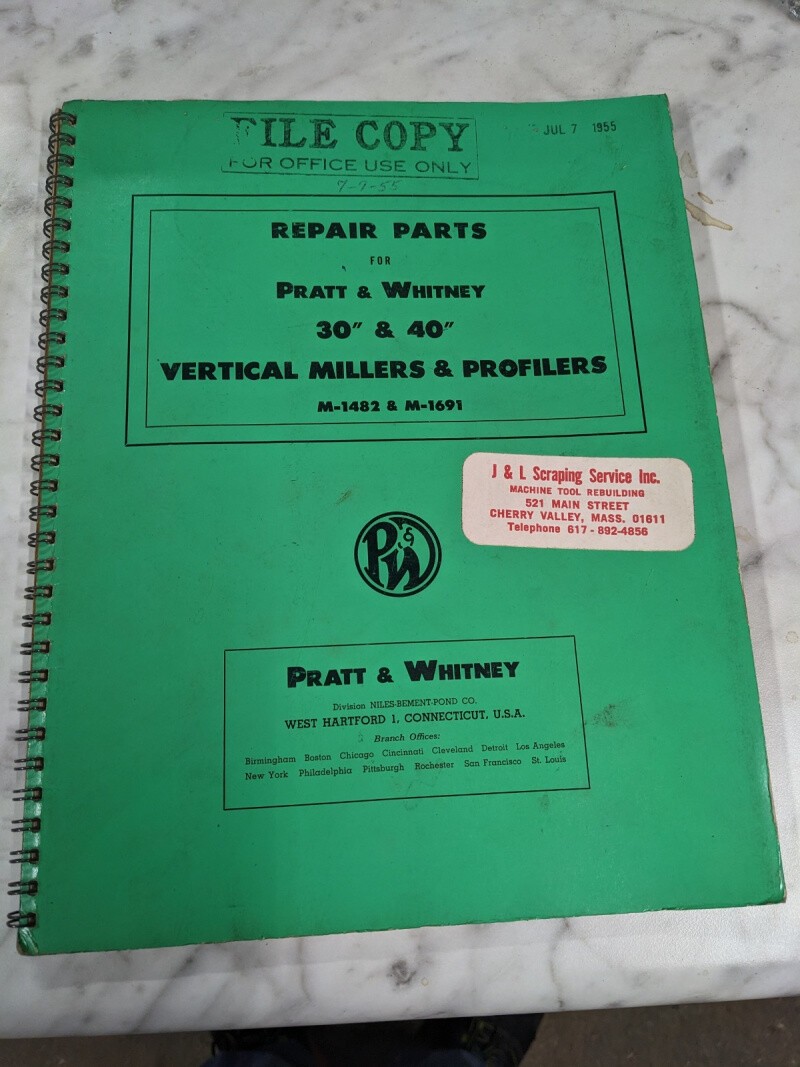 FILE COPY
FOR OFFICE USE ONLY
7-7-55
JUL 7 1955
REPAIR PARTS
FOR
PRATT & WHITNEY
30" & 40"
VERTICAL MILLERS & PROFILERS
M-1482 & M-1691
J & L Scraping Service Inc.
MACHINE TOOL REBUILDING
521 MAIN STREET
CHERRY VALLEY, MASS. 01611
Telephone 617-892-4856
P&W
PRATT & WHITNEY
Division NILES-BEMENT-POND CO.
WEST HARTFORD 1, CONNECTICUT, U.S.A.
Branch Offices:
Birmingham Boston Chicago Cincinnati Cleveland Detroit Los Angeles
New York Philadelphia Pittsburgh Rochester San Francisco St. Louis